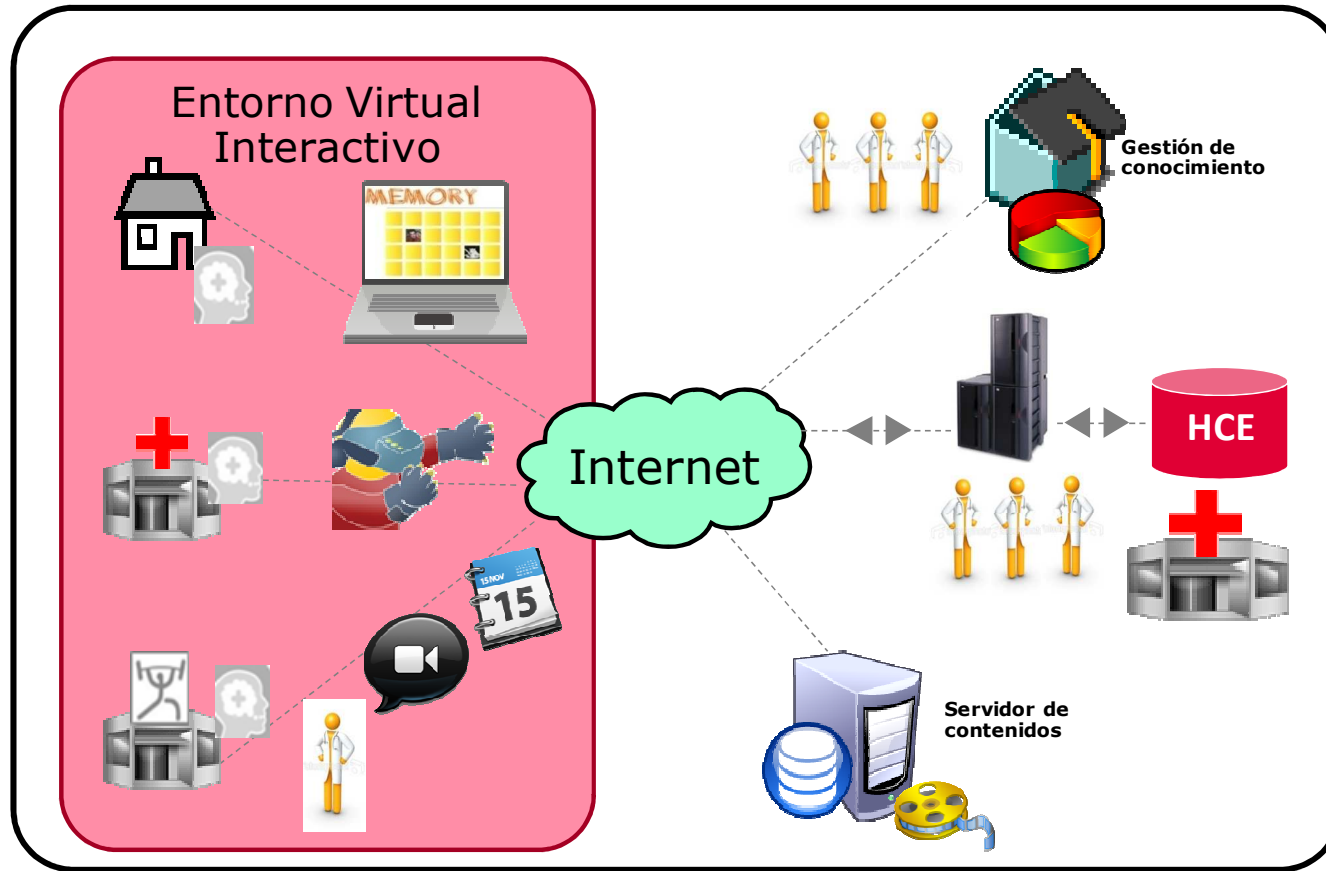 Entorno Virtual
Interactivo
MEMORY
Gestión de
conocimiento
HCE
Internet
15 NOV
15
Servidor de
contenidos